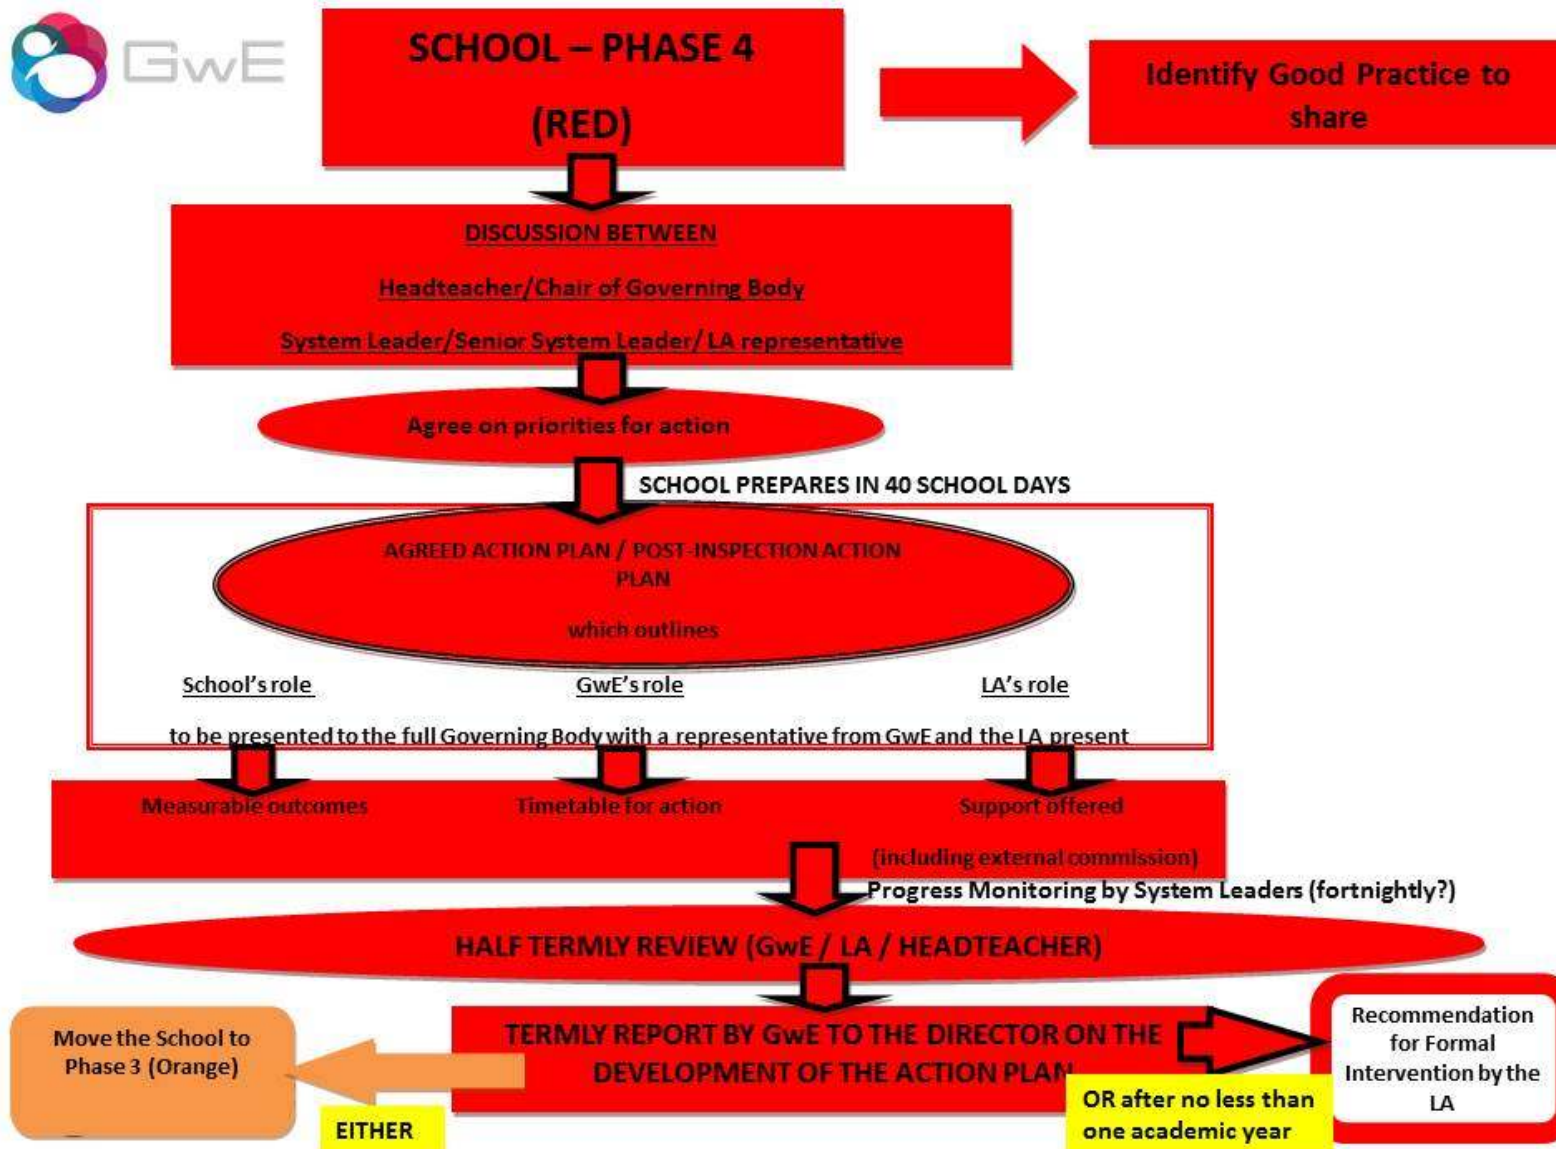 GwE
SCHOOL – PHASE 4
(RED)
Identify Good Practice to
share
DISCUSSION BETWEEN
Headteacher/Chair of Governing Body
System Leader/Senior System Leader/ LA representative
Agree on priorities for action
SCHOOL PREPARES IN 40 SCHOOL DAYS
AGREED ACTION PLAN / POST-INSPECTION ACTION
PLAN
which outlines
School's role GwE's role LA's role
to be presented to the full Governing Body with a representative from GwE and the LA present
Measurable outcomes Timetable for action Support offered
(including external commission)
Progress Monitoring by System Leaders (fortnightly?)
HALF TERMLY REVIEW (GwE / LA / HEADTEACHER)
Move the School to
Phase 3 (Orange)
EITHER
TERMLY REPORT BY GwE TO THE DIRECTOR ON THE
DEVELOPMENT OF THE ACTION PLAN
OR after no less than
one academic year
Recommendation
for Formal
Intervention by the
LA